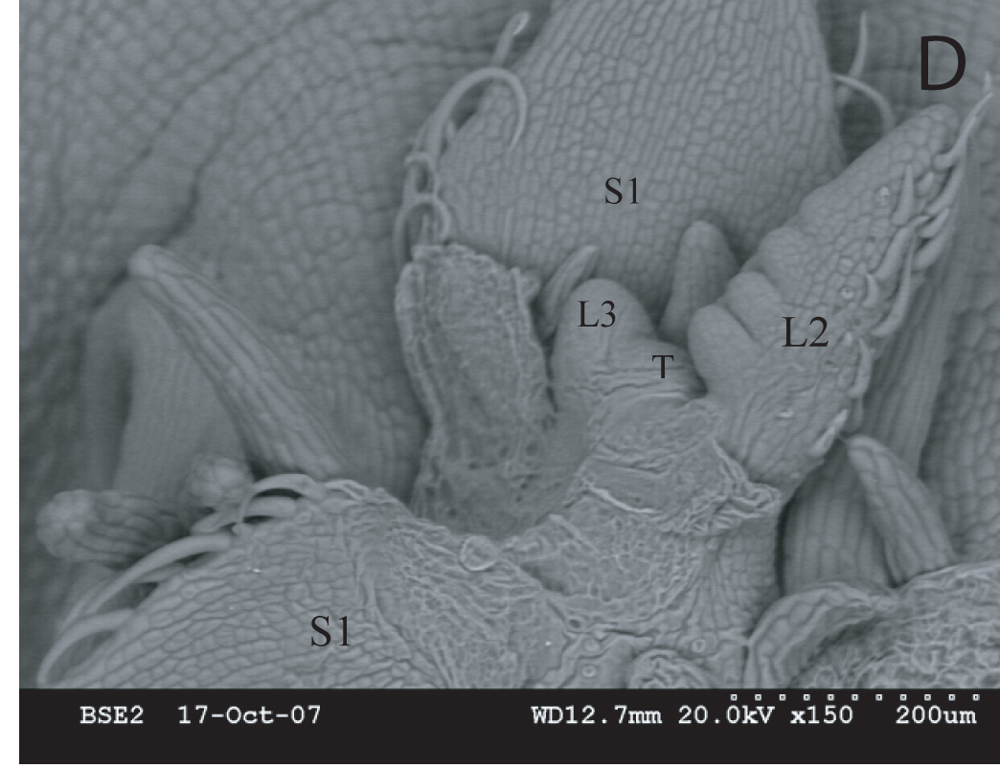 D
S1
L3
L2
T
S1
BSE2 17-Oct-07 WD12.7mm 20.0kV x150 200um